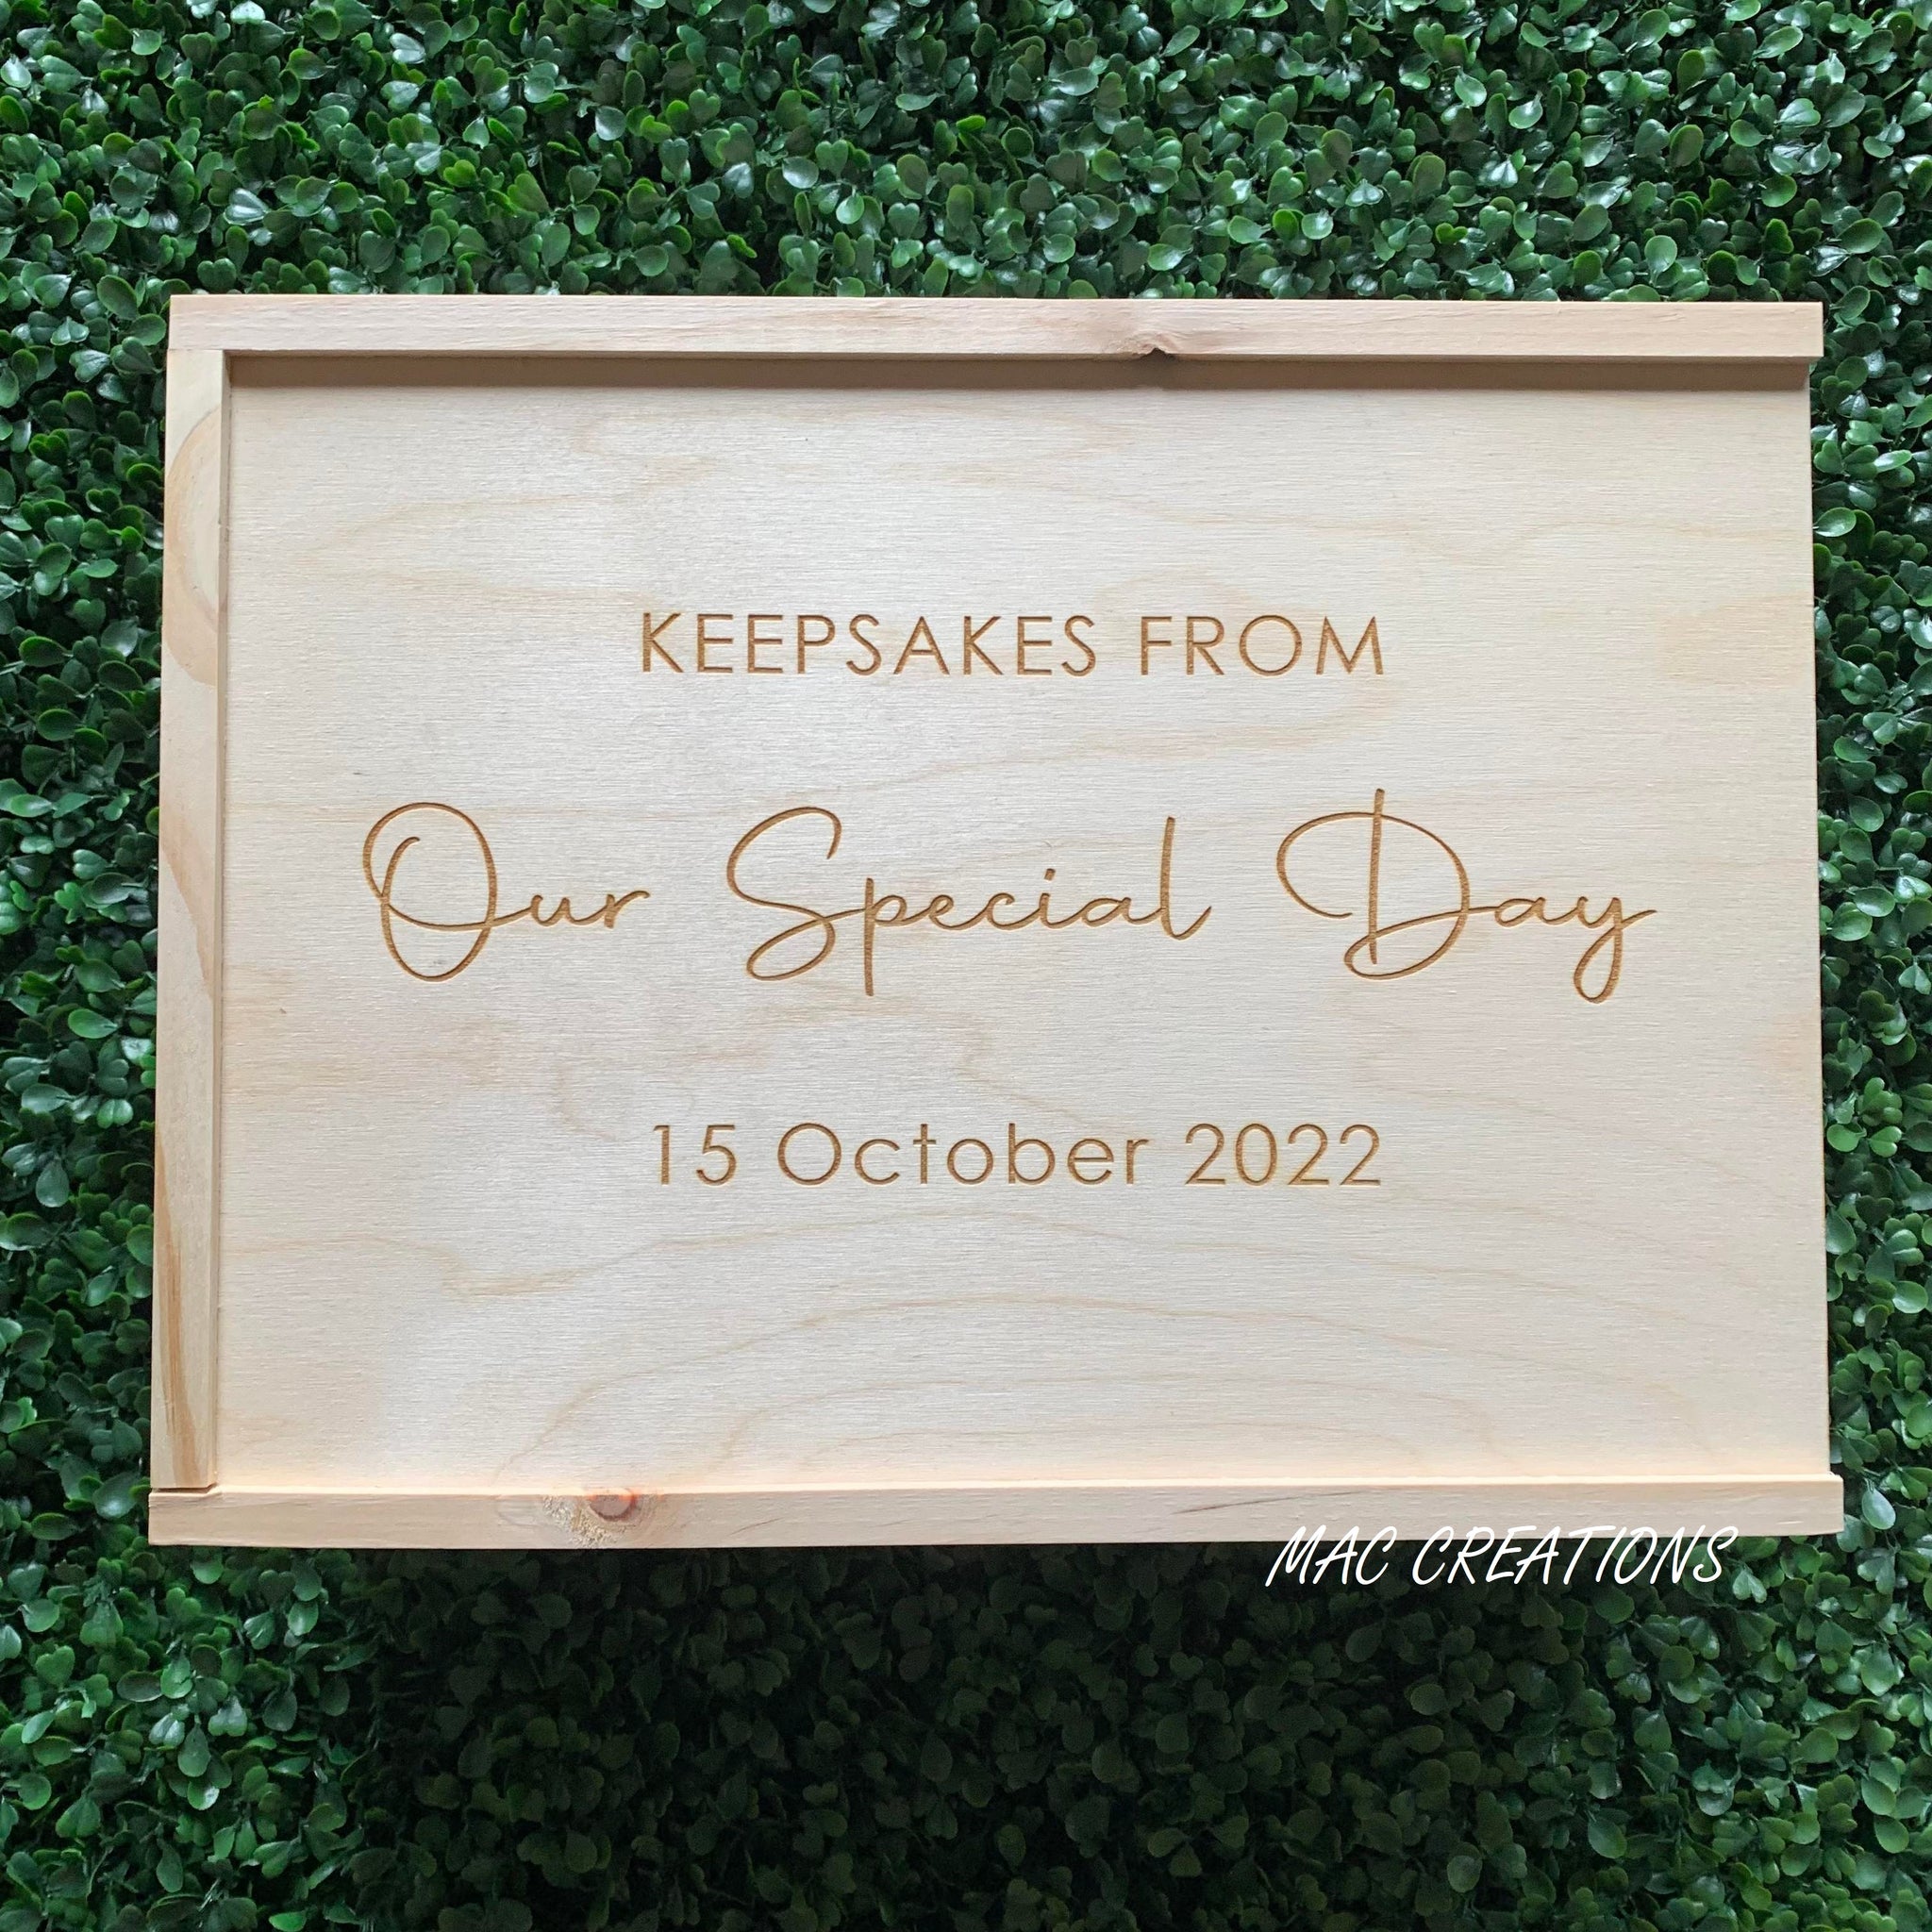 KEEPSAKES FROM
Our Special Day
15 October 2022
MAC CREATIONS